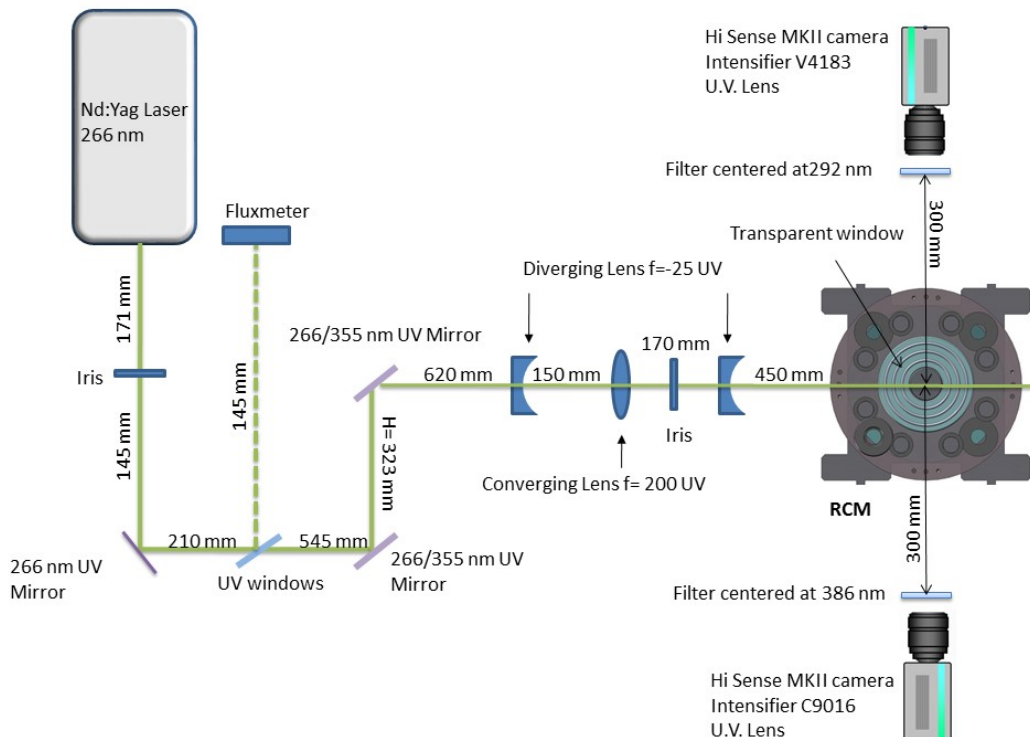 Hi Sense MKII camera
Intensifier V4183
U.V. Lens
Nd:Yag Laser
266 nm
Filter centered at292 nm
Fluxmeter
300 mm
Transparent window
Diverging Lens f=-25 UV
171 mm
266/355 nm UV Mirror
170 mm
Iris
145 mm
620 mm
150 mm
450 mm
145 mm
H= 323 mm
Iris
Converging Lens f= 200 UV
RCM
300 mm
210 mm
545 mm
266 nm UV
Mirror
UV windows
266/355 nm UV
Mirror
Filter centered at 386 nm
Hi Sense MKII camera
Intensifier C9016
U.V. Lens